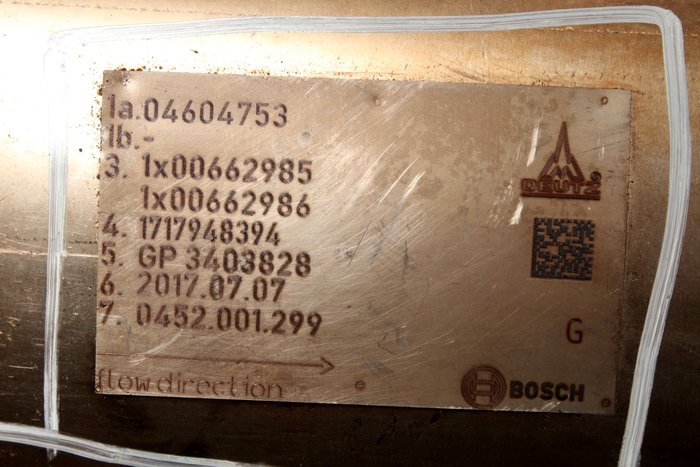 1a.04604753
1b.-
3. 1x00662985
1x00662986
4. 1717948394
5. GP 3403828
6. 2017.07.07
7. 0452.001.299
flow direction
DEUTZ®
G
BOSCH